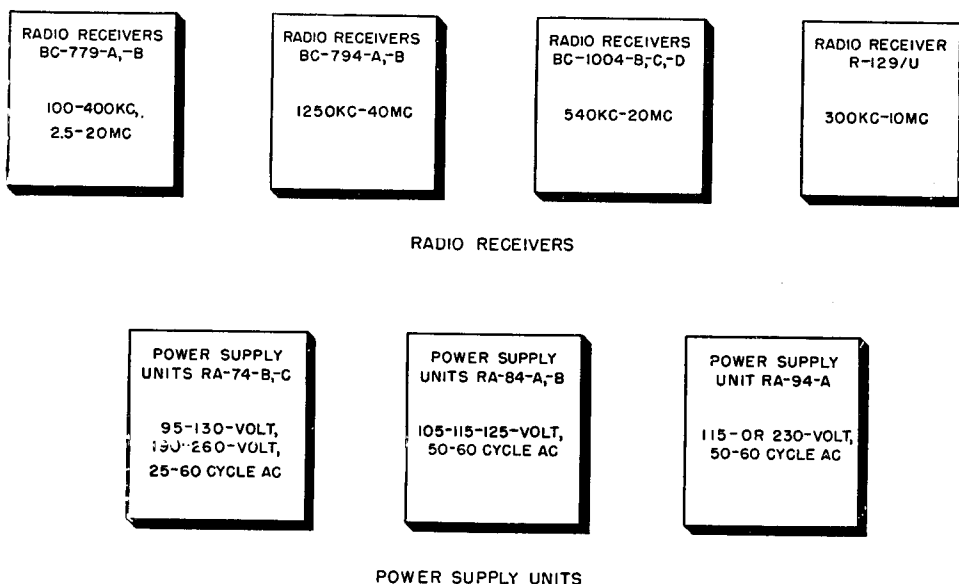 RADIO RECEIVERS
BC-779-A,-B
100-400KC,
2.5-20MC
RADIO RECEIVERS
BC-794-A,-B
1250KC-40MC
RADIO RECEIVERS
BC-1004-B,-C,-D
540KC-20MC
RADIO RECEIVER
R-129/U
300KC-10MC
RADIO RECEIVERS
POWER SUPPLY
UNITS RA-74-B,-C
95-130-VOLT,
190-260-VOLT,
25-60 CYCLE AC
POWER SUPPLY
UNITS RA-84-A,-B
105-115-125-VOLT,
50-60 CYCLE AC
POWER SUPPLY
UNIT RA-94-A
115-OR 230-VOLT,
50-60 CYCLE AC
POWER SUPPLY UNITS